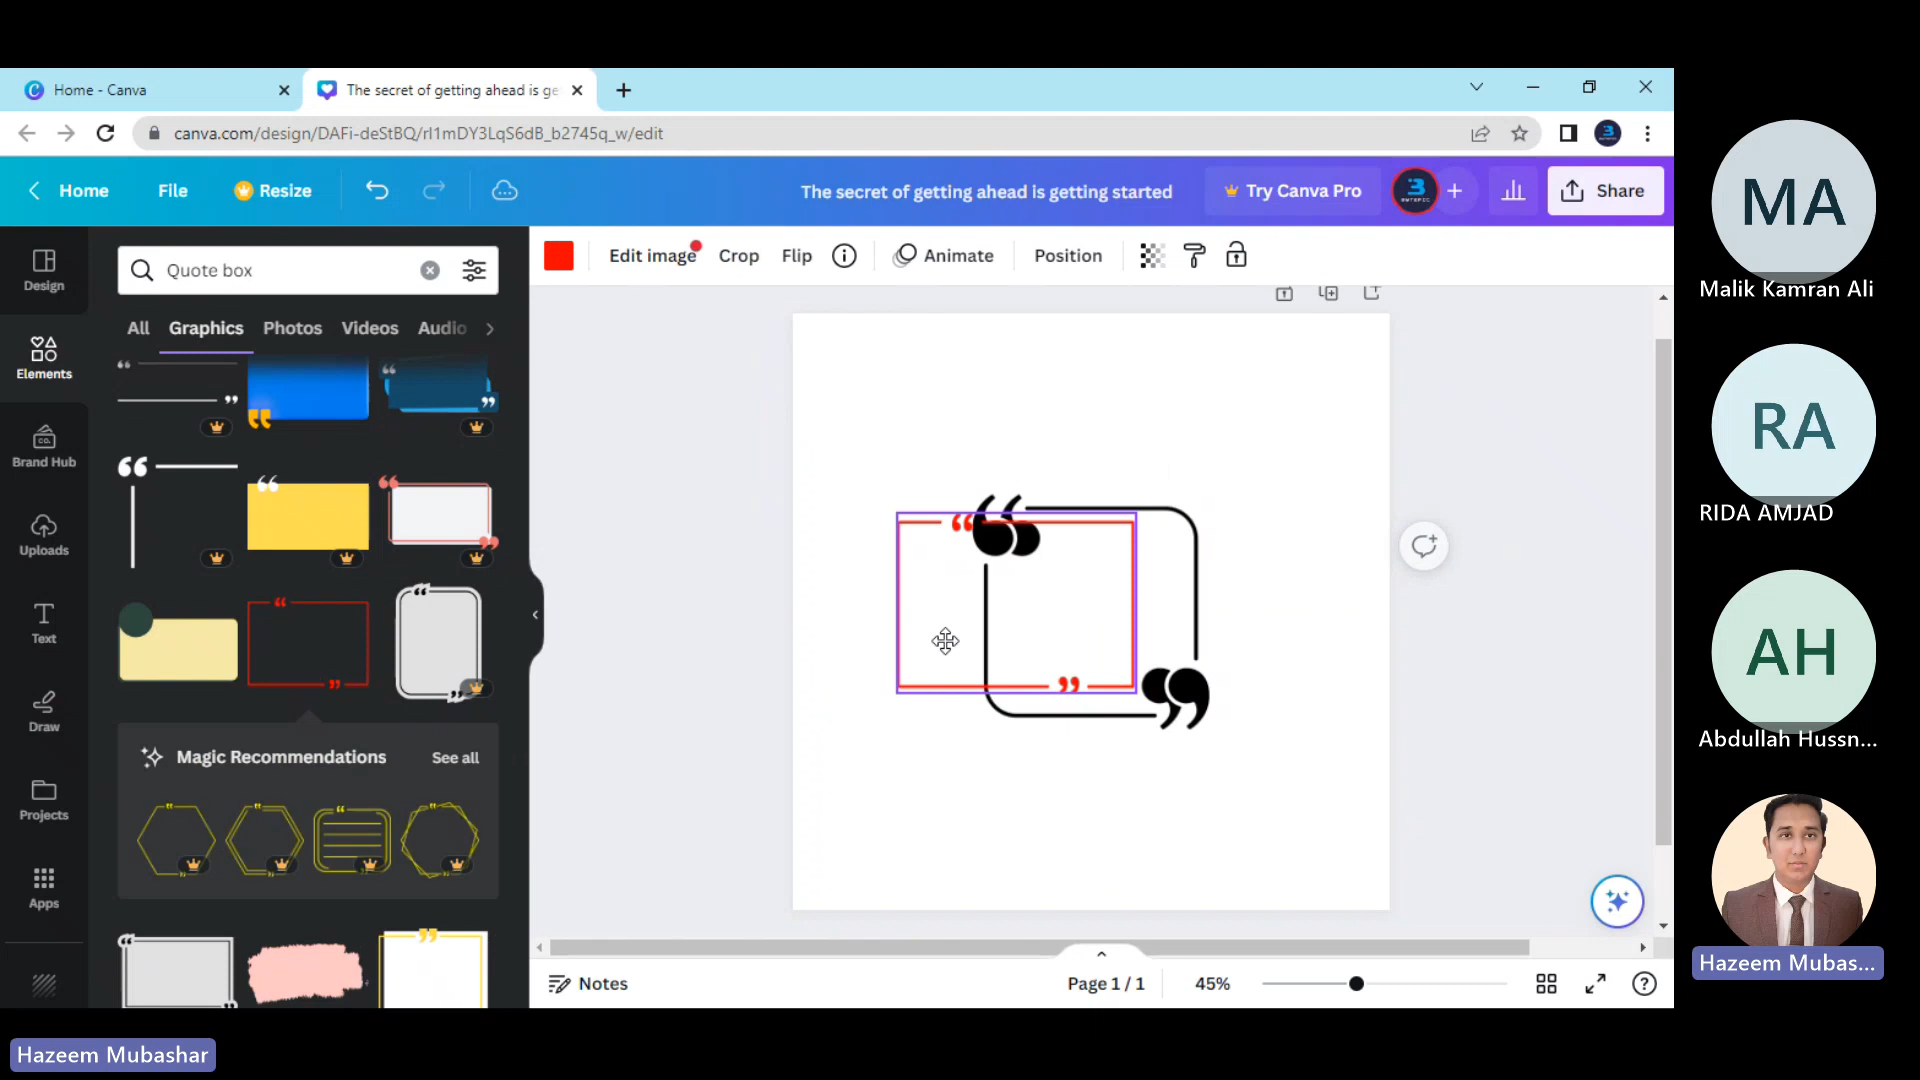 Home - Canva
The secret of getting ahead is ge
canva.com/design/DAFi-deStBQ/rI1mDY3LqS6dB_b2745q_w/edit
Home
File
Resize
The secret of getting ahead is getting started
Try Canva Pro
Share
Design
Elements
Brand Hub
Uploads
Text
Draw
Projects
Apps
Quote box
All
Graphics
Photos
Videos
Audio
Edit image
Crop
Flip
Animate
Position
Magic Recommendations
See all
Notes
Page 1 / 1
45%
MA
Malik Kamran Ali
RA
RIDA AMJAD
AH
Abdullah Hussn...
Hazeem Mubas...
Hazeem Mubashar